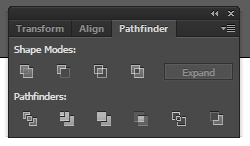 Transform Align Pathfinder
Shape Modes:
Expand
Pathfinders: